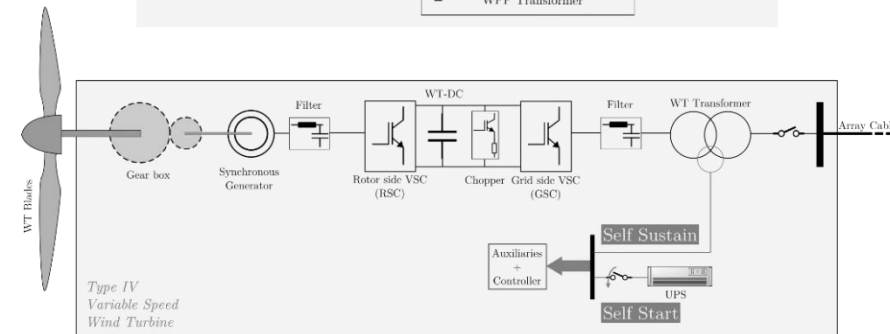 WPP Transformer
WT-DC
Filter
Filter
WT Transformer
Array Cabl
Gear box
Synchronous
Generator
Rotor side VSC
(RSC)
Chopper
Grid side VSC
(GSC)
WT Blades
Self Sustain
Auxiliaries
+
Controller
UPS
Self Start
Type IV
Variable Speed
Wind Turbine